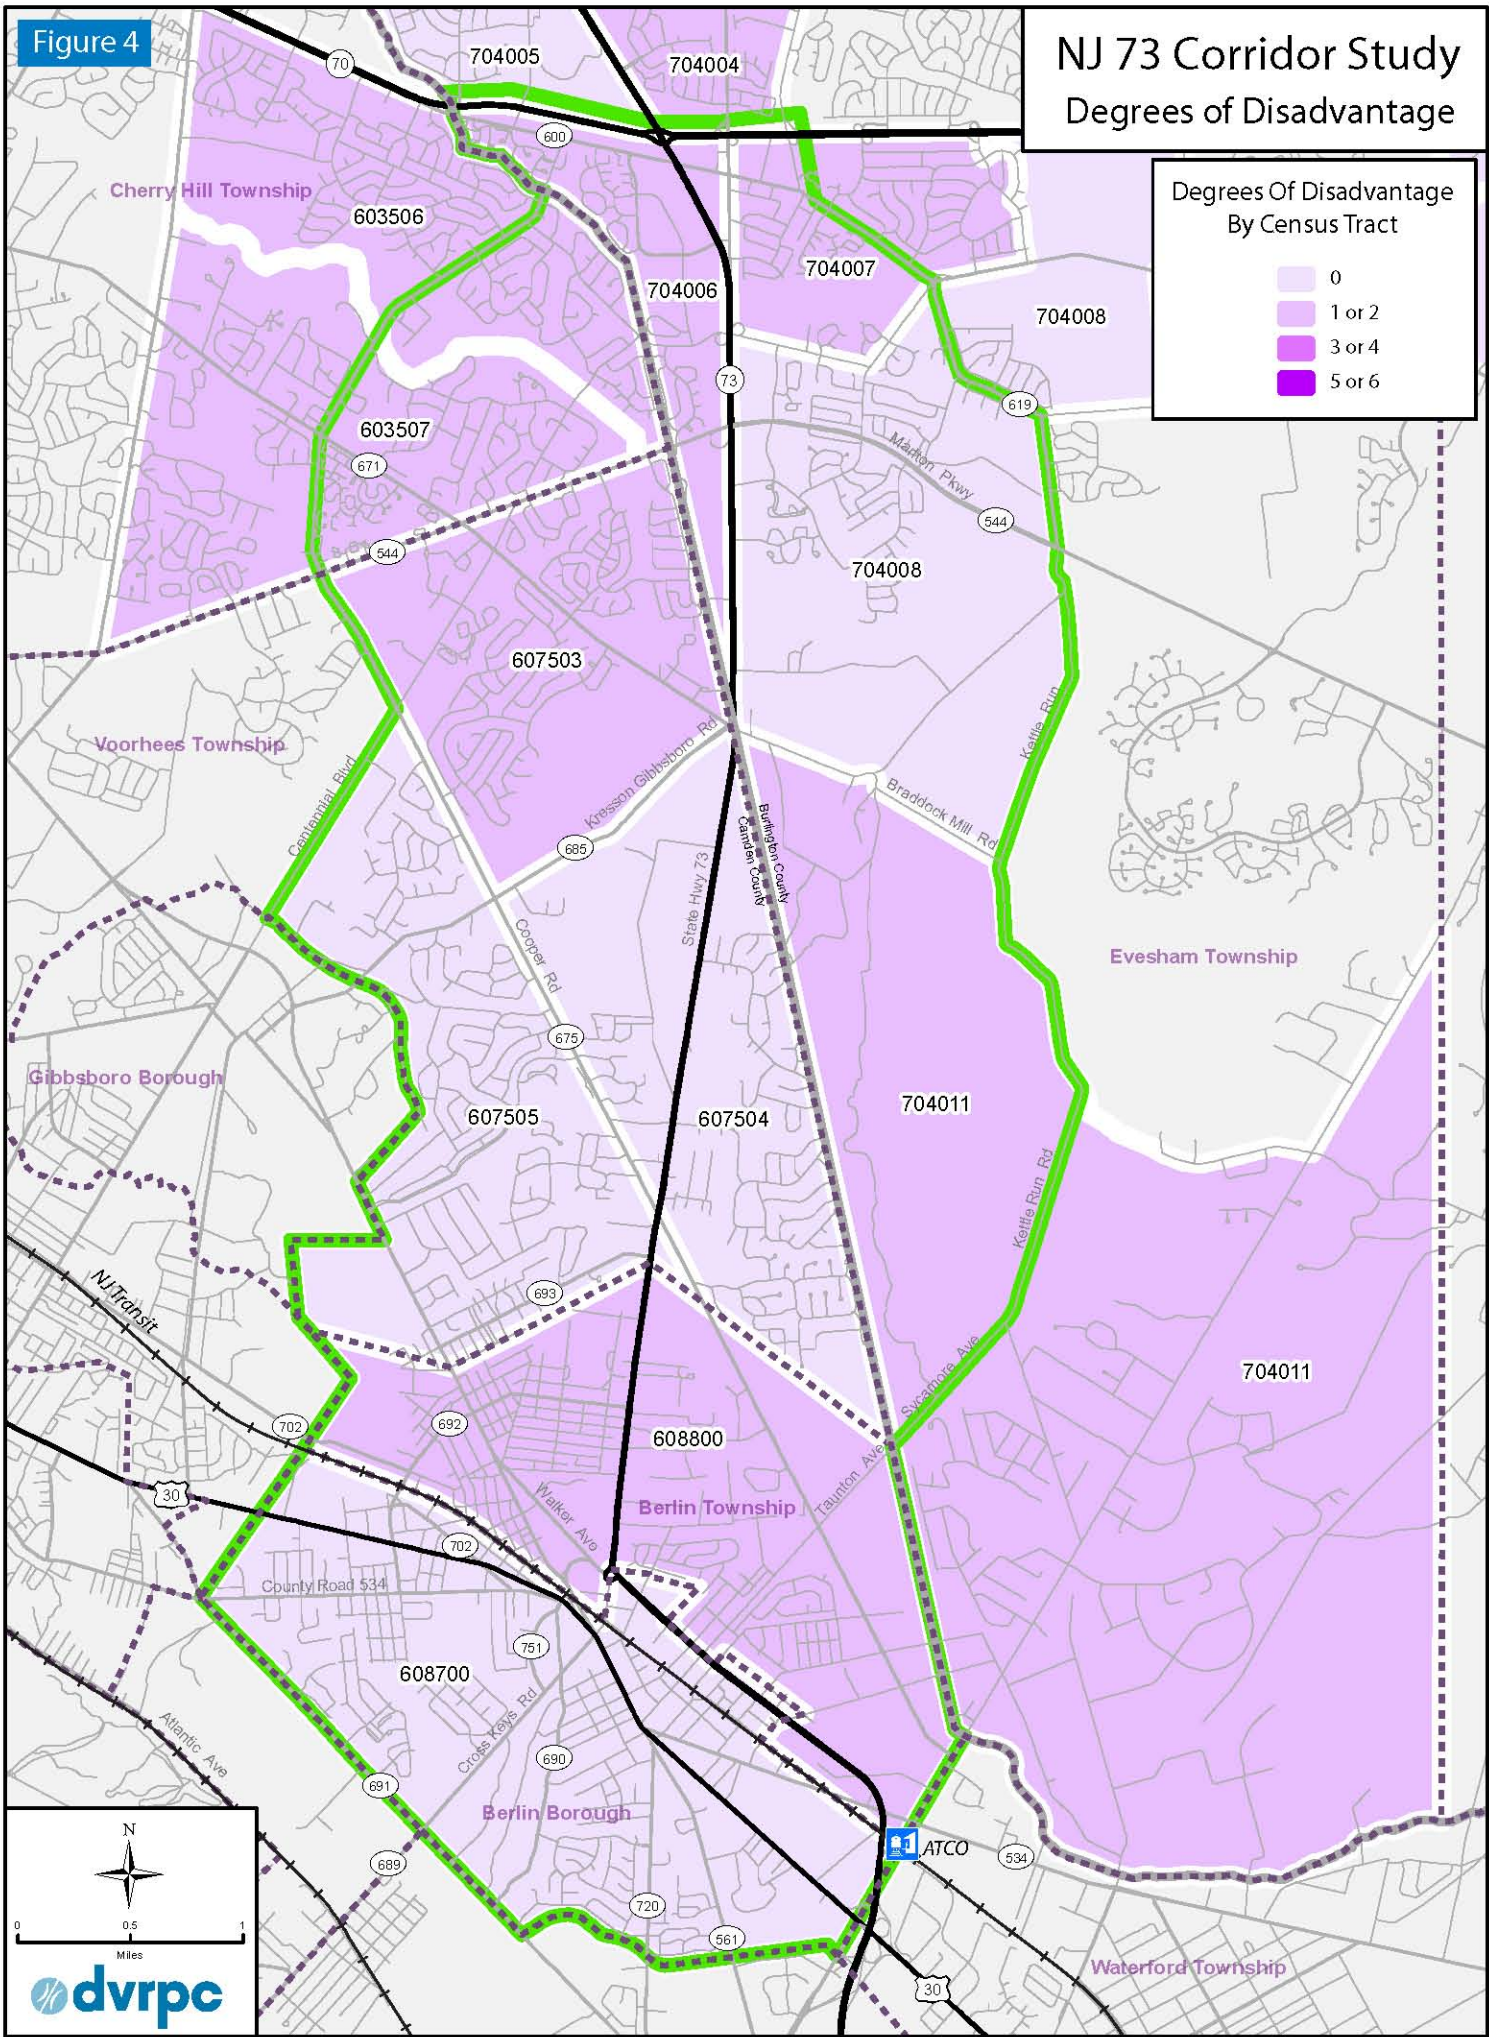 Figure 4
NJ 73 Corridor Study
Degrees of Disadvantage
Degrees Of Disadvantage
By Census Tract
0
1 or 2
3 or 4
5 or 6
704005
704004
70
600
Cherry Hill Township
603506
704007
704006
704008
73
619
603507
671
Marlton Pkwy
544
544
704008
607503
Kettle Run
Voorhees Township
Kresson Gibbsboro Rd
Centennial Blvd
Braddock Mill Rd
Burlington County
Camden County
685
State Hwy 73
Cooper Rd
Evesham Township
675
Gibbsboro Borough
607505
607504
704011
Kettle Run Rd
NJ Transit
693
Sycamore Ave
704011
702
692
608800
Taunton Ave
30
Walker Ave
Berlin Township
702
County Road 534
751
608700
Cross Keys Rd
Atlantic Ave
690
691
Berlin Borough
ATCO
534
689
720
561
Waterford Township
30
N
0 0.5 1
Miles
dvrpc